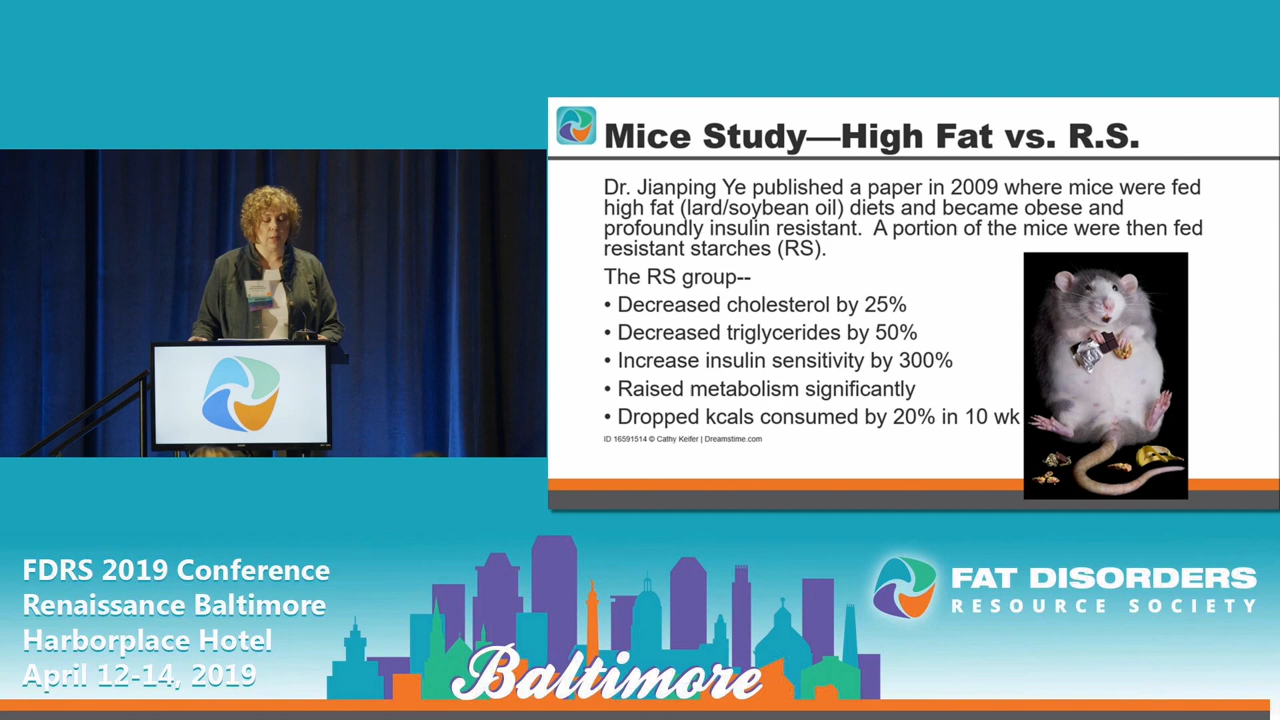 Mice Study—High Fat vs. R.S.
Dr. Jianping Ye published a paper in 2009 where mice were fed
high fat (lard/soybean oil) diets and became obese and
profoundly insulin resistant.  A portion of the mice were then fed
resistant starches (RS).
The RS group--
• Decreased cholesterol by 25%
• Decreased triglycerides by 50%
• Increase insulin sensitivity by 300%
• Raised metabolism significantly
• Dropped kcals consumed by 20% in 10 wk
ID 16591514 © Cathy Keifer | Dreamstime.com
FDRS 2019 Conference
Renaissance Baltimore
Harborplace Hotel
April 12-14, 2019
Baltimore
FAT DISORDERS
RESOURCE SOCIETY